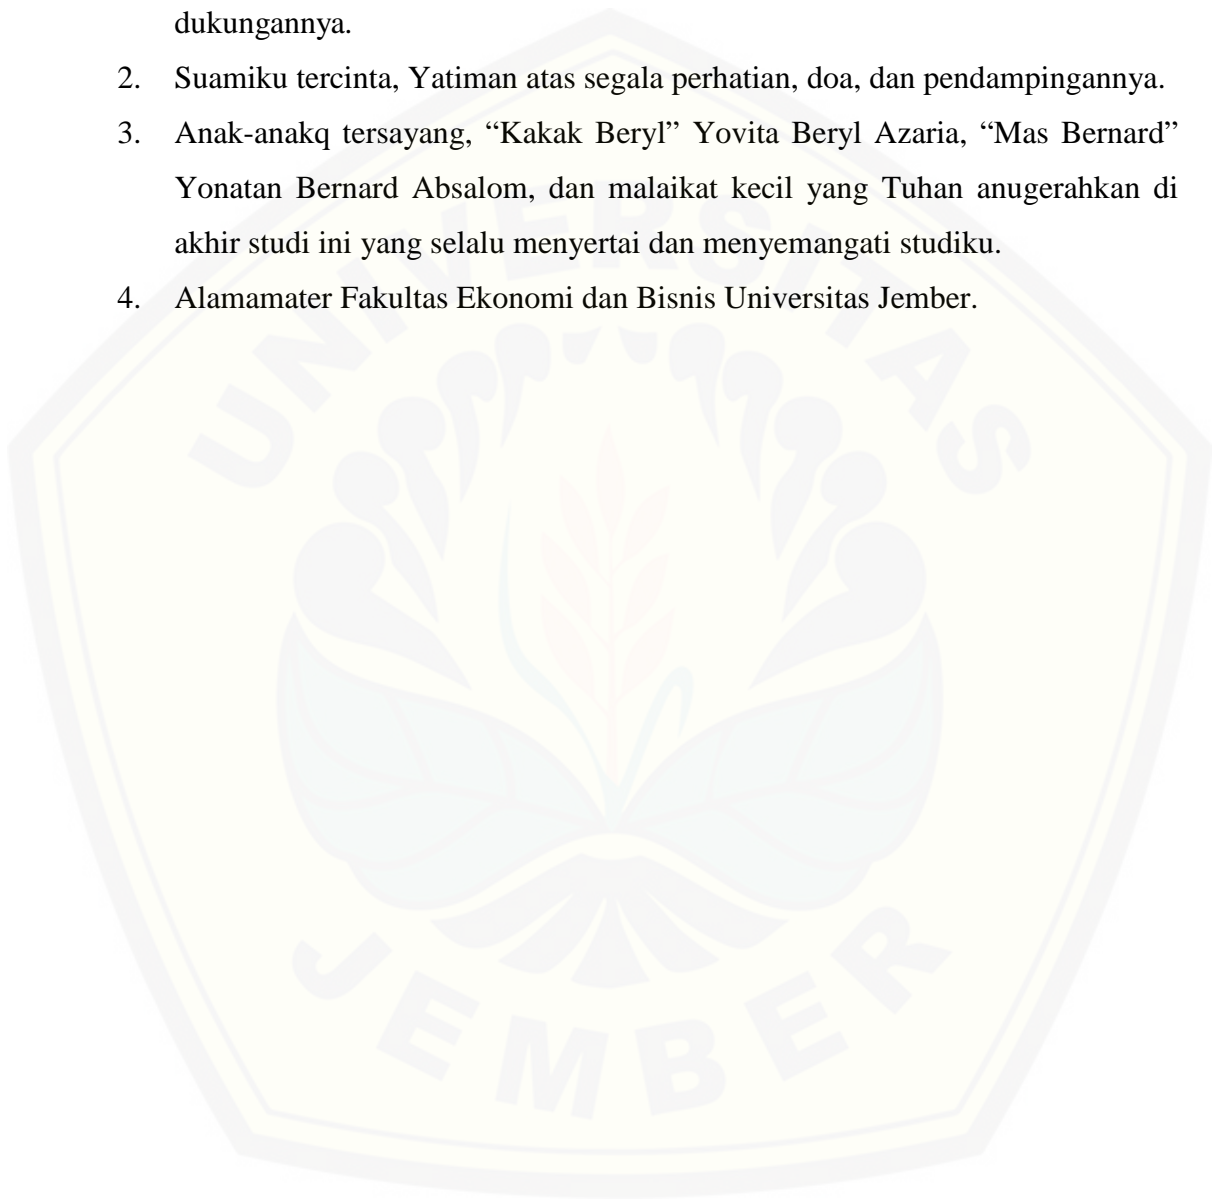 dukungannya.
2. Suamiku tercinta, Yatiman atas segala perhatian, doa, dan pendampingannya.
3. Anak-anakq tersayang, “Kakak Beryl” Yovita Beryl Azaria, “Mas Bernard”
Yonatan Bernard Absalom, dan malaikat kecil yang Tuhan anugerahkan di
akhir studi ini yang selalu menyertai dan menyemangati studiku.
4. Alamamater Fakultas Ekonomi dan Bisnis Universitas Jember.
UNIVERSITAS
JEMBER